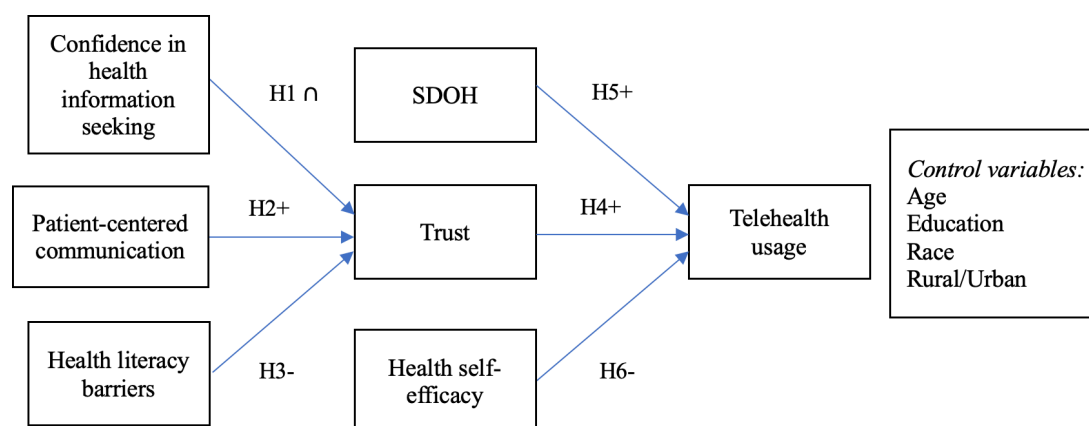 Confidence in
health
information
seeking
H1 ∩
SDOH
H5+
Patient-centered
communication
H2+
Trust
H4+
Telehealth
usage
Control variables:
Age
Education
Race
Rural/Urban
Health literacy
barriers
H3-
Health self-
efficacy
H6-